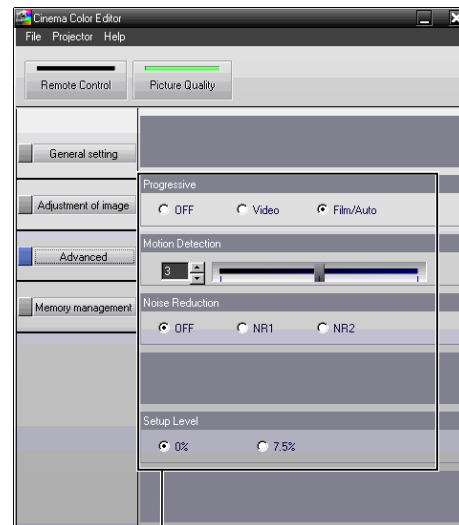 Cinema Color Editor
File Projector Help
Remote Control Picture Quality
General setting
Progressive
Adjustment of image OFF Video Film/Auto
Motion Detection
Advanced 3
Noise Reduction
Memory management OFF NR1 NR2
Setup Level
0% 7.5%